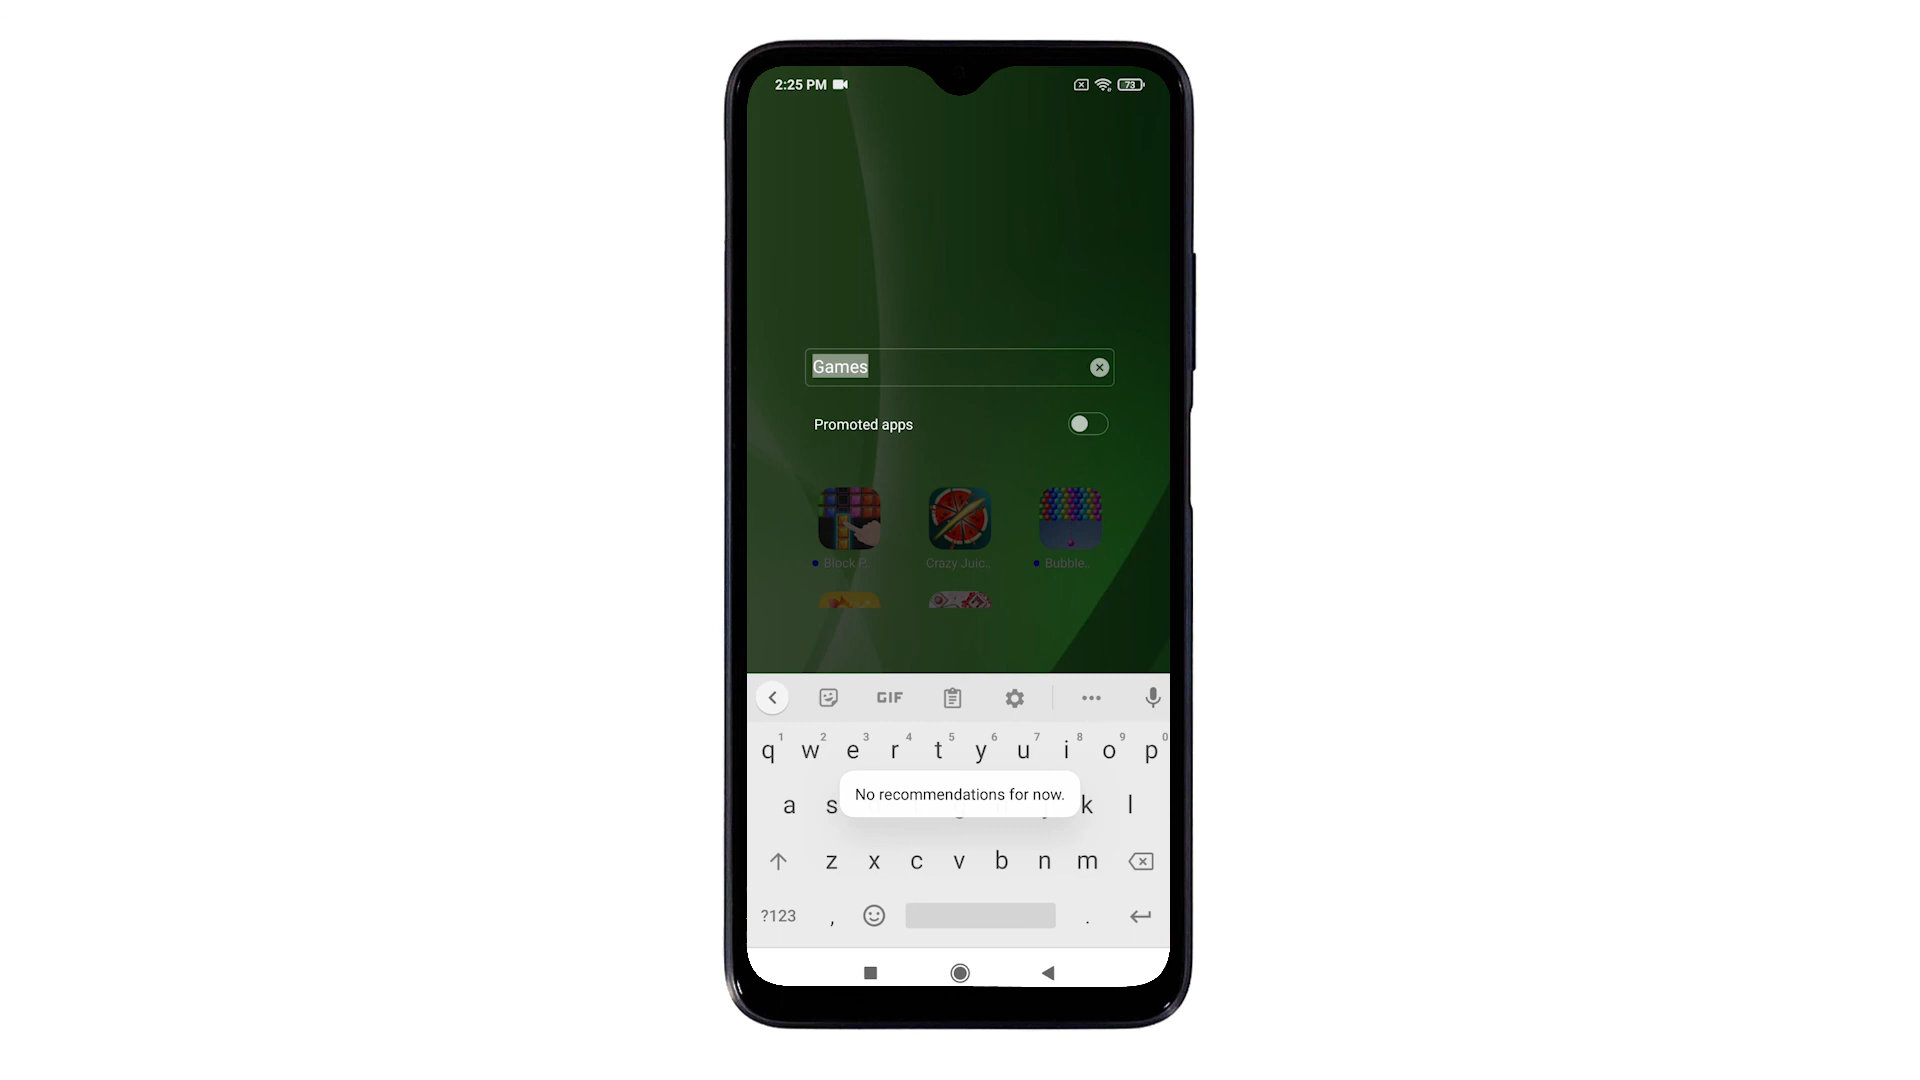 2:25 PM
73
Games
Promoted apps
Block P..
Crazy Juic..
Bubble..
GIF
1 2 3 4 5 6 7 8 9 0
q w e r t y u i o p
a s k l
No recommendations for now.
z x c v b n m
?123 , .